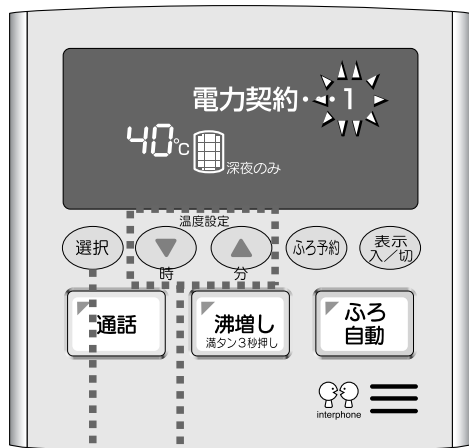 電力契約・・1
40℃
深夜のみ
温度設定
選択
▼
▲
ふろ予約
表示
入／切
時
分
通話
沸増し
満タン3秒押し
ふろ
自動
interphone